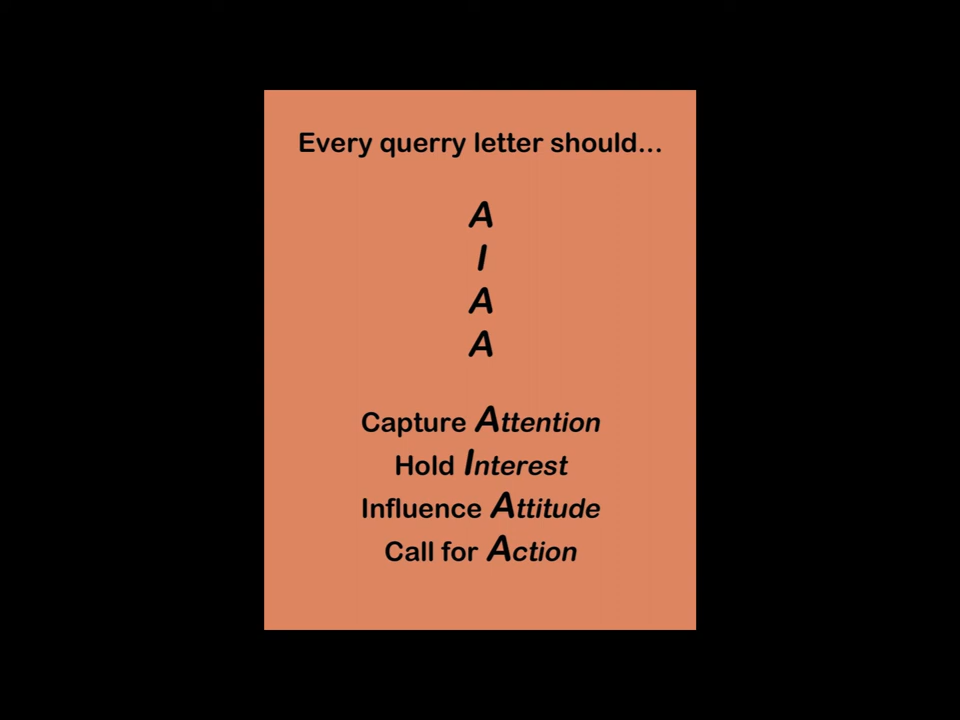 Every querry letter should...
A
I
A
A
Capture Attention
Hold Interest
Influence Attitude
Call for Action